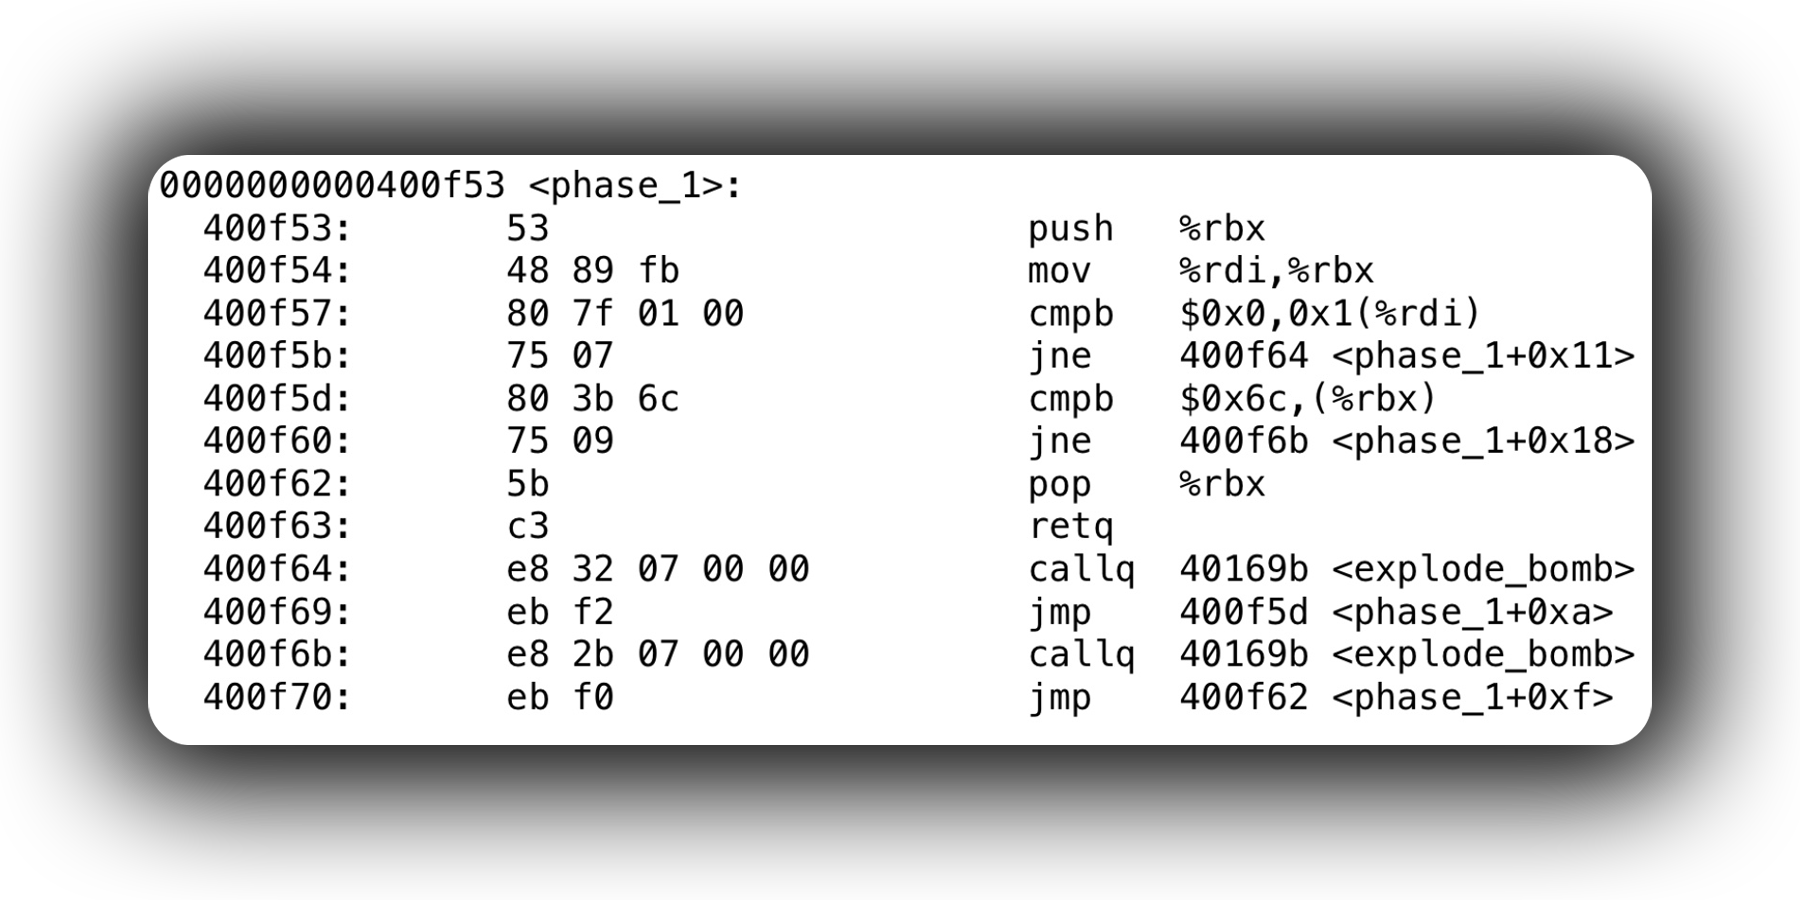 0000000000400f53 <phase_1>:
400f53: 53 push %rbx
400f54: 48 89 fb mov %rdi,%rbx
400f57: 80 7f 01 00 cmpb $0x0,0x1(%rdi)
400f5b: 75 07 jne 400f64 <phase_1+0x11>
400f5d: 80 3b 6c cmpb $0x6c,(%rbx)
400f60: 75 09 jne 400f6b <phase_1+0x18>
400f62: 5b pop %rbx
400f63: c3 retq
400f64: e8 32 07 00 00 callq 40169b <explode_bomb>
400f69: eb f2 jmp 400f5d <phase_1+0xa>
400f6b: e8 2b 07 00 00 callq 40169b <explode_bomb>
400f70: eb f0 jmp 400f62 <phase_1+0xf>